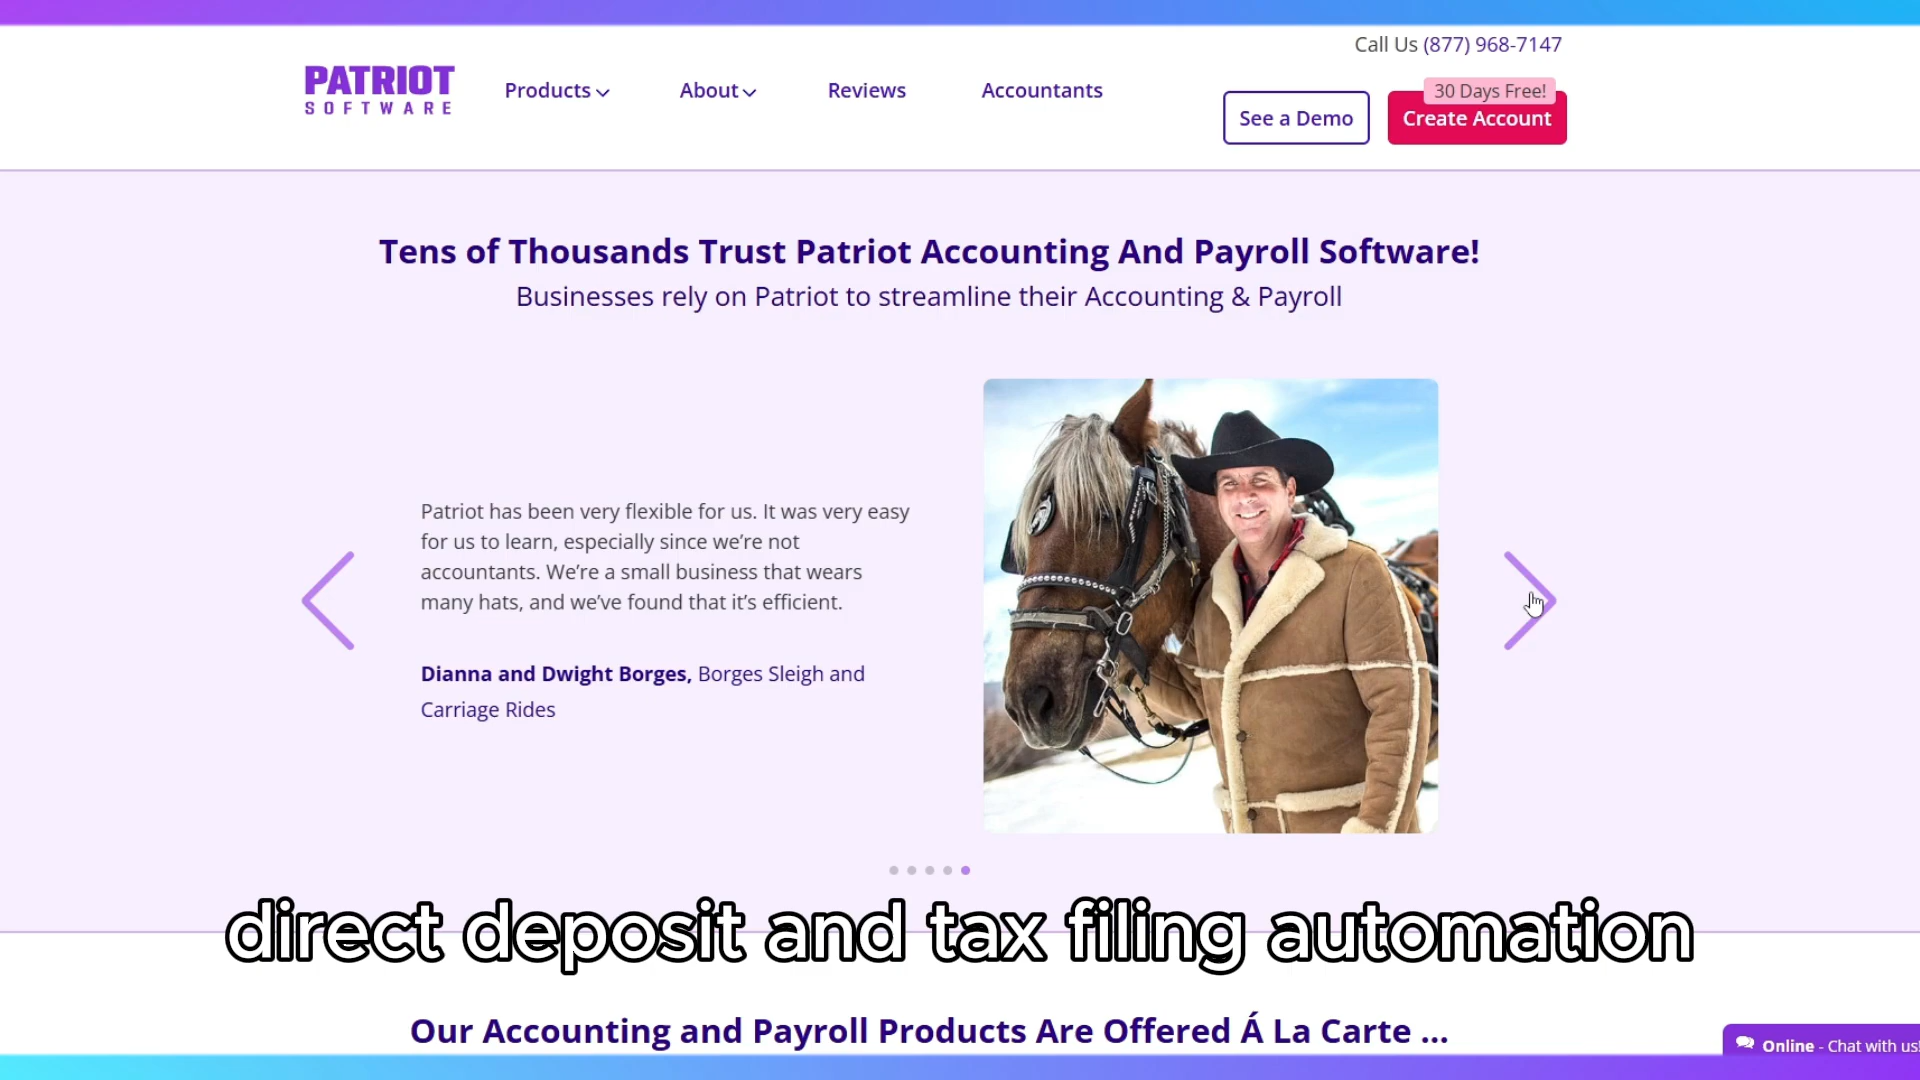 Call Us (877) 968-7147
PATRIOT
SOFTWARE
Products
About
Reviews
Accountants
See a Demo
30 Days Free!
Create Account
Tens of Thousands Trust Patriot Accounting And Payroll Software!
Businesses rely on Patriot to streamline their Accounting & Payroll
Patriot has been very flexible for us. It was very easy
for us to learn, especially since we’re not
accountants. We’re a small business that wears
many hats, and we’ve found that it’s efficient.
Dianna and Dwight Borges, Borges Sleigh and
Carriage Rides
direct deposit and tax filing automation
Our Accounting and Payroll Products Are Offered Á La Carte ...
Online - Chat with us!